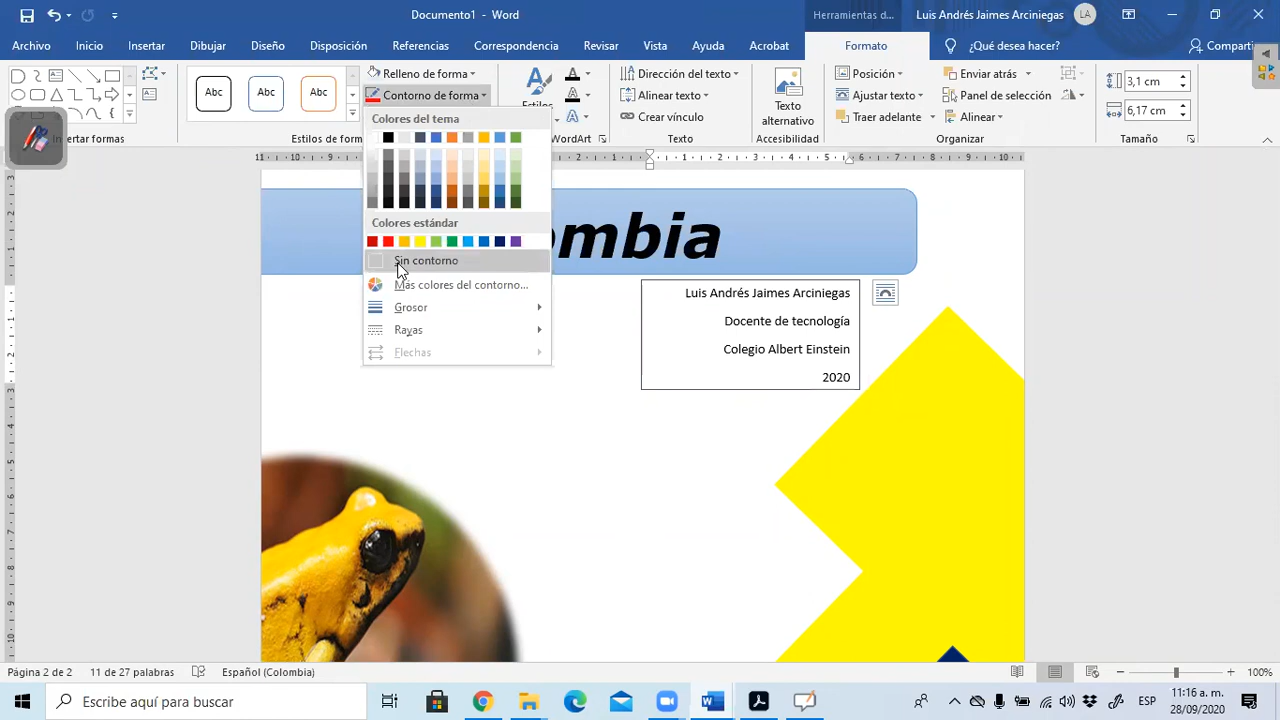 Documento1 - Word
Herramientas d...
Luis Andrés Jaimes Arciniegas
LA
Archivo Inicio Insertar Dibujar Diseño Disposición Referencias Correspondencia Revisar Vista Ayuda Acrobat Formato ¿Qué desea hacer?
Abc Abc Abc
Relleno de forma
Contorno de forma
Estilos
Dirección del texto
Alinear texto
Crear vínculo
Texto
alternativo
Posición
Ajustar texto
Traer adelante
Enviar atrás
Panel de selección
Alinear
3,1 cm
6,17 cm
Insertar formas
Estilos de
WordArt
Texto
Accesibilidad
Organizar
Tamaño
Colores del tema
Colores estándar
Sin contorno
Más colores del contorno...
Grosor
Rayas
Flechas
ombia
Luis Andrés Jaimes Arciniegas
Docente de tecnología
Colegio Albert Einstein
2020
Página 2 de 2 11 de 27 palabras Español (Colombia)
100%
Escribe aquí para buscar
ESP
11:16 a. m.
28/09/2020